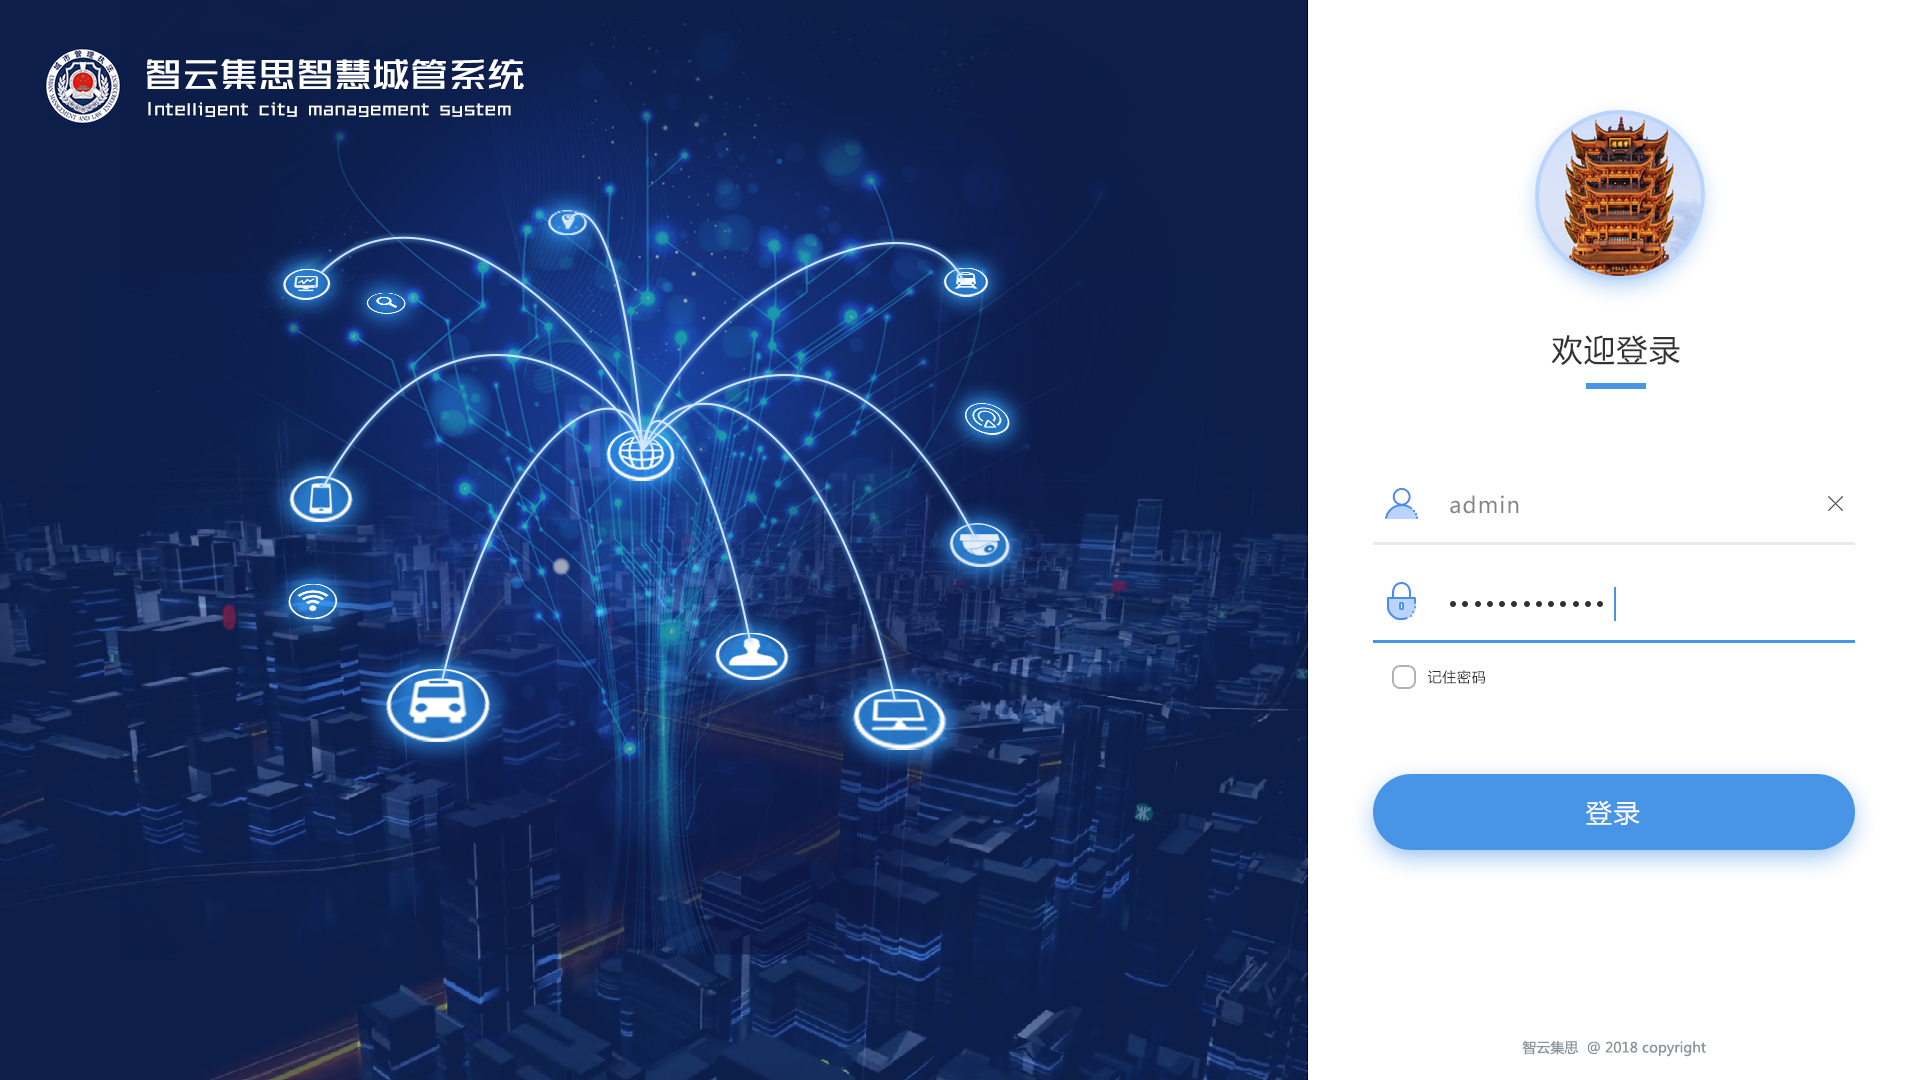 智云集思智慧城管系统
Intelligent city management system
欢迎登录
admin
•••••••••••••
记住密码
登录
智云集思 @ 2018 copyright